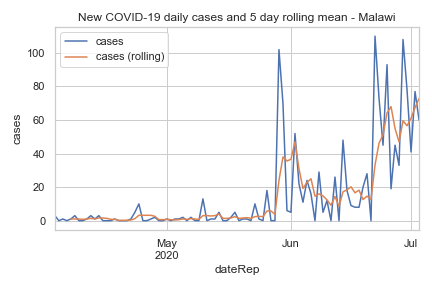 New COVID-19 daily cases and 5 day rolling mean - Malawi
cases
cases (rolling)
100
80
60
40
20
0
cases
May
2020
Jun
Jul
dateRep